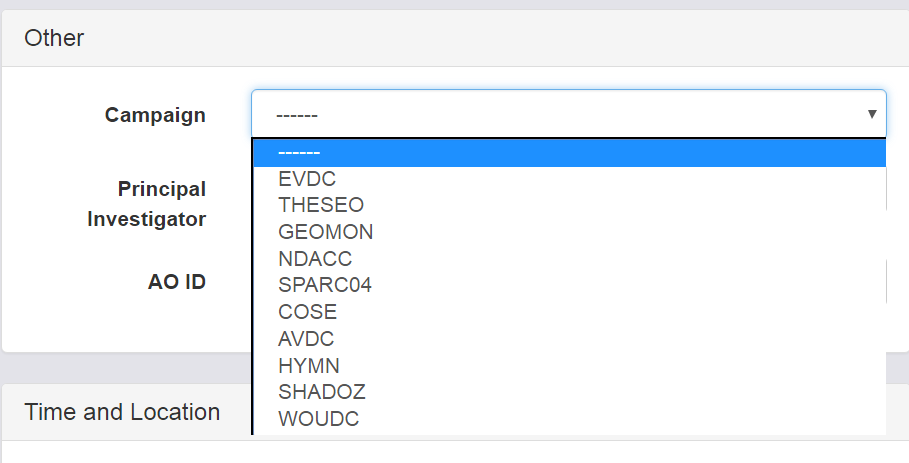 Other
Campaign
------
------
EVDC
THESEO
GEOMON
NDACC
SPARC04
COSE
AVDC
HYMN
SHADOZ
WOUDC
Principal
Investigator
AO ID
Time and Location